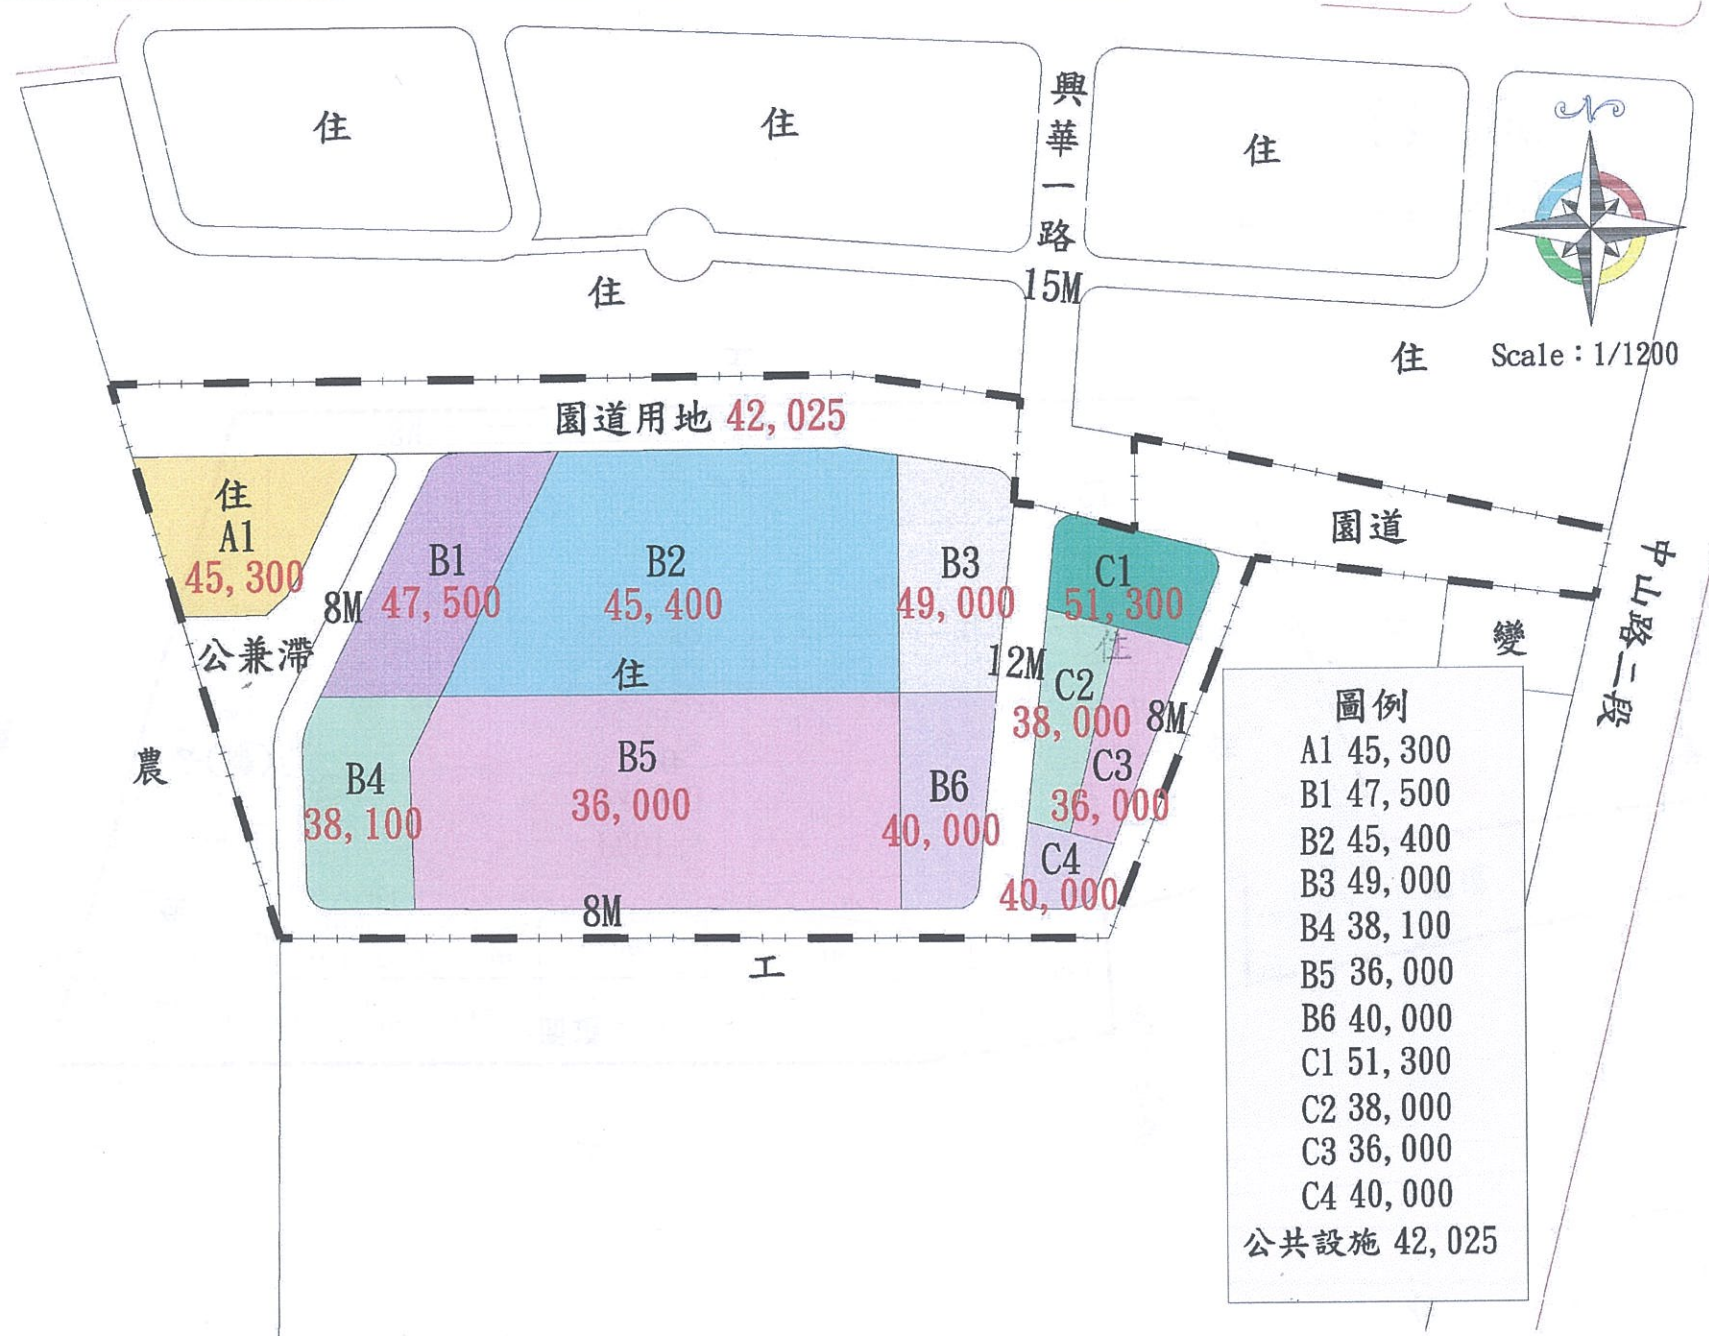 住
住
住
興華一路
15M
住
住
N
Scale：1/1200
園道用地 42,025
園道
中山路二段
變
住
A1
45,300
8M
公兼滯
B1
47,500
B2
45,400
B3
49,000
住
12M
C1
51,300
住
C2
38,000
8M
C3
36,000
C4
40,000
農
B4
38,100
B5
36,000
B6
40,000
8M
工
圖例
A1 45,300
B1 47,500
B2 45,400
B3 49,000
B4 38,100
B5 36,000
B6 40,000
C1 51,300
C2 38,000
C3 36,000
C4 40,000
公共設施 42,025